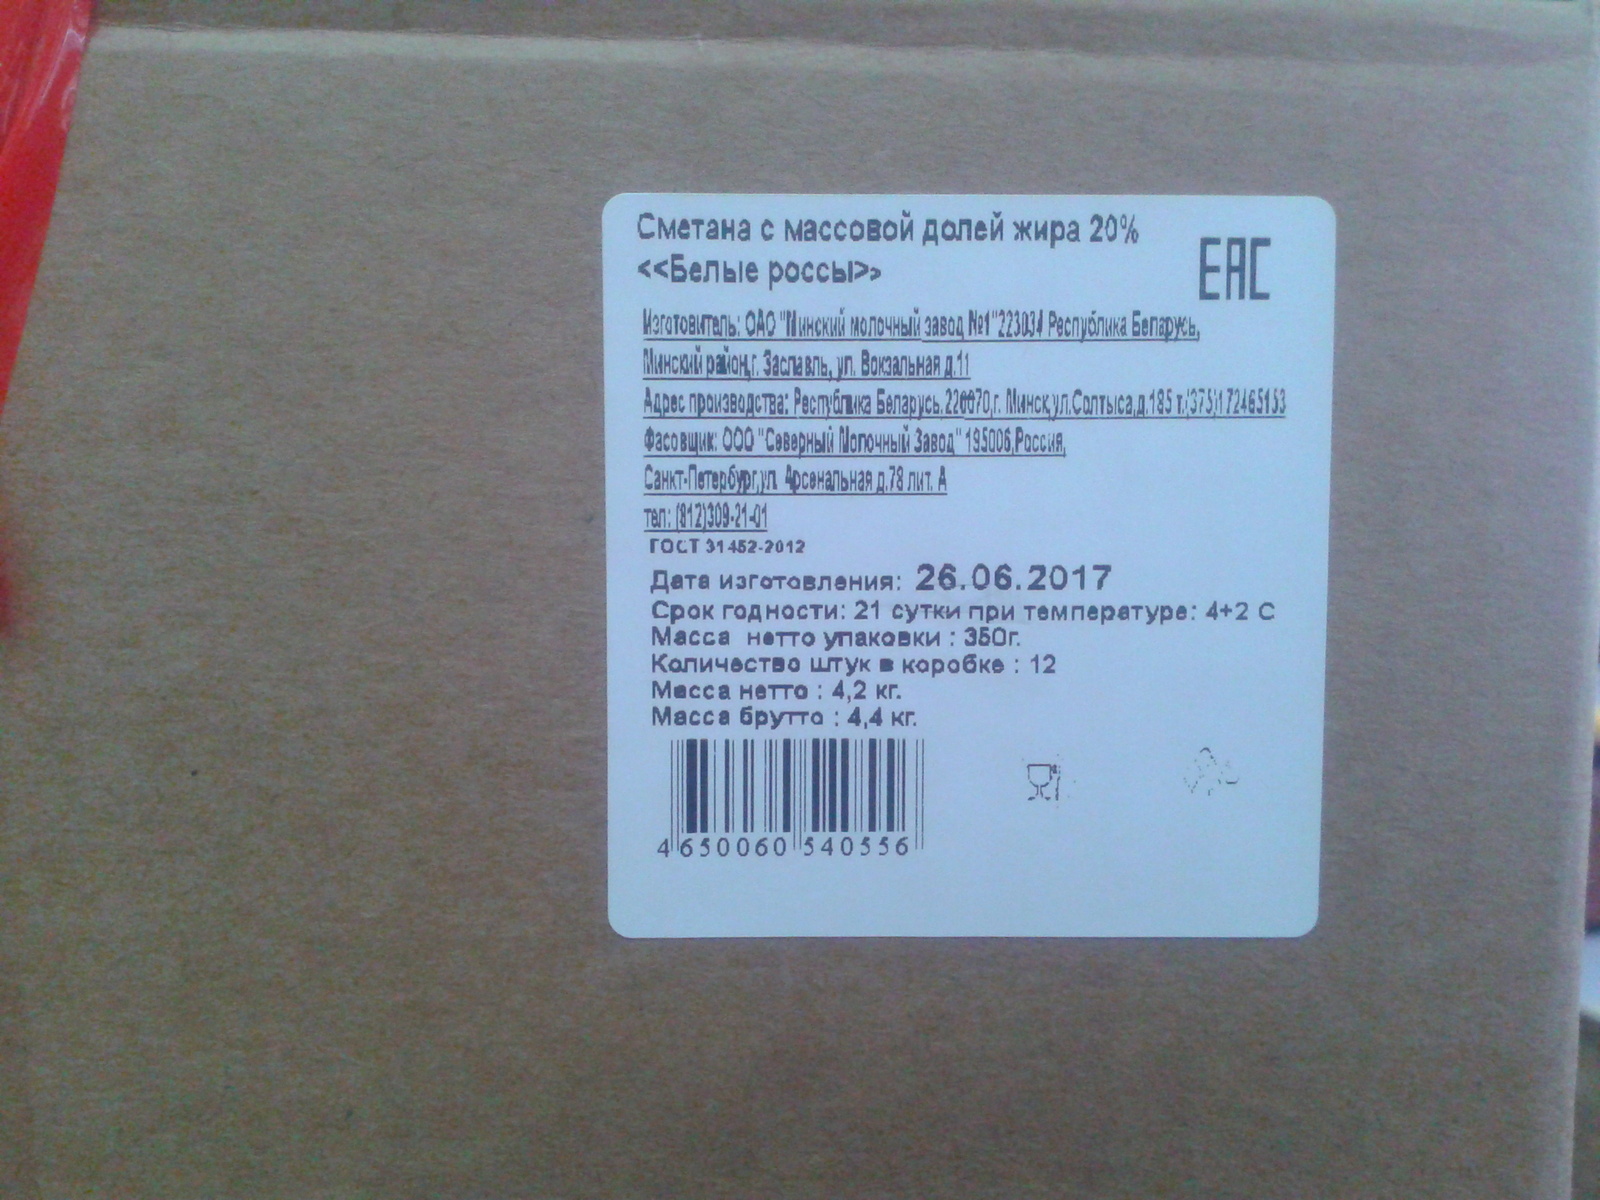 Сметана с массовой долей жира 20%
<<Белые россы>>
EAC
Изготовитель: ОАО "Минский молочный завод №1"223034 Республика Беларусь,
Минский район,г. Заславль, ул. Вокзальная д.11
Адрес производства: Республика Беларусь,220070,г. Минск,ул.Солтыса,д.185 т.(375)172465153
Фасовщик: ООО "Северный Молочный Завод" 195006,Россия,
Санкт-Петербург,ул. Арсенальная д.78 лит. А
тел: (812)309-21-01
ГОСТ 31452-2012
Дата изготовления: 26.06.2017
Срок годности: 21 сутки при температуре: 4+2 С
Масса нетто упаковки : 350г.
Количество штук в коробке : 12
Масса нетто : 4,2 кг.
Масса брутто : 4,4 кг.
4 650060 540556